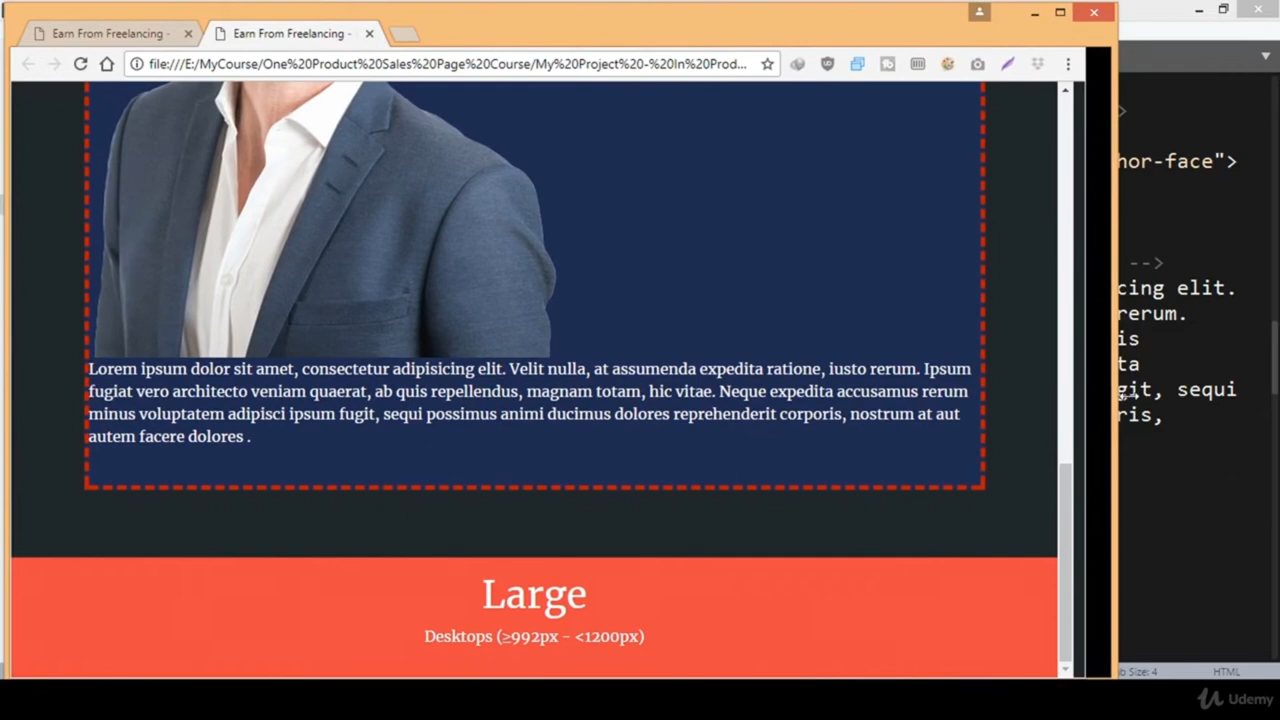 Earn From Freelancing -
Earn From Freelancing -
file:///E:/MyCourse/One%20Product%20Sales%20Page%20Course/My%20Project%20-%20In%20Prod...
hor-face">
-->
cing elit.
rerum.
is
ta
git, sequi
ris,
Lorem ipsum dolor sit amet, consectetur adipisicing elit. Velit nulla, at assumenda expedita ratione, iusto rerum. Ipsum
fugiat vero architecto veniam quaerat, ab quis repellendus, magnam totam, hic vitae. Neque expedita accusamus rerum
minus voluptatem adipisci ipsum fugit, sequi possimus animi ducimus dolores reprehenderit corporis, nostrum at aut
autem facere dolores .
Large
Desktops (≥992px - <1200px)
b Size: 4
HTML
Udemy